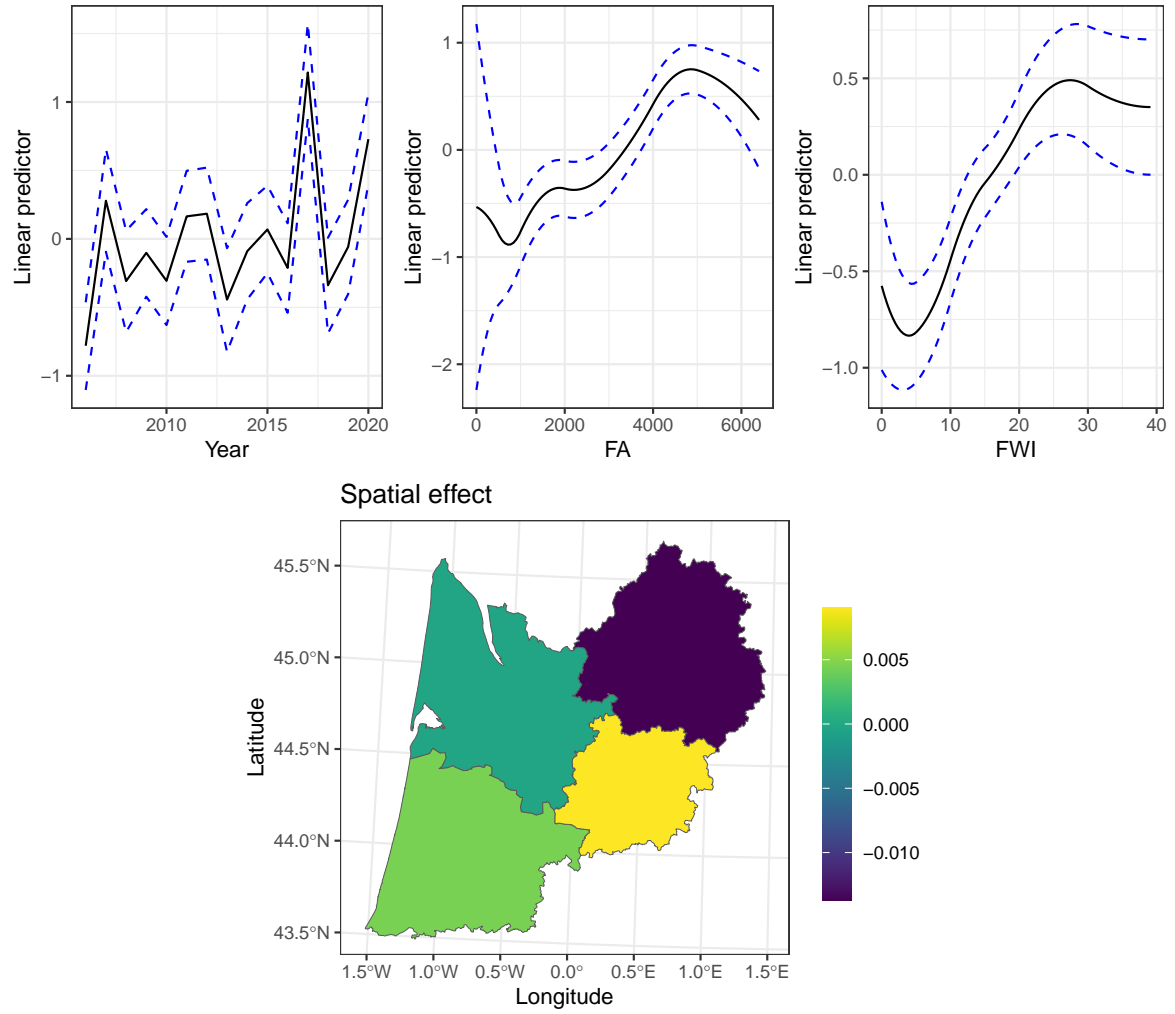 Linear predictor
1
0
−1
2010
2015
2020
Year
Linear predictor
1
0
−1
−2
0
2000
4000
6000
FA
Linear predictor
0.5
0.0
−0.5
−1.0
0
10
20
30
40
FWI
Spatial effect
Latitude
45.5°N
45.0°N
44.5°N
44.0°N
43.5°N
1.5°W
1.0°W
0.5°W
0.0°
0.5°E
1.0°E
1.5°E
Longitude
0.005
0.000
−0.005
−0.010